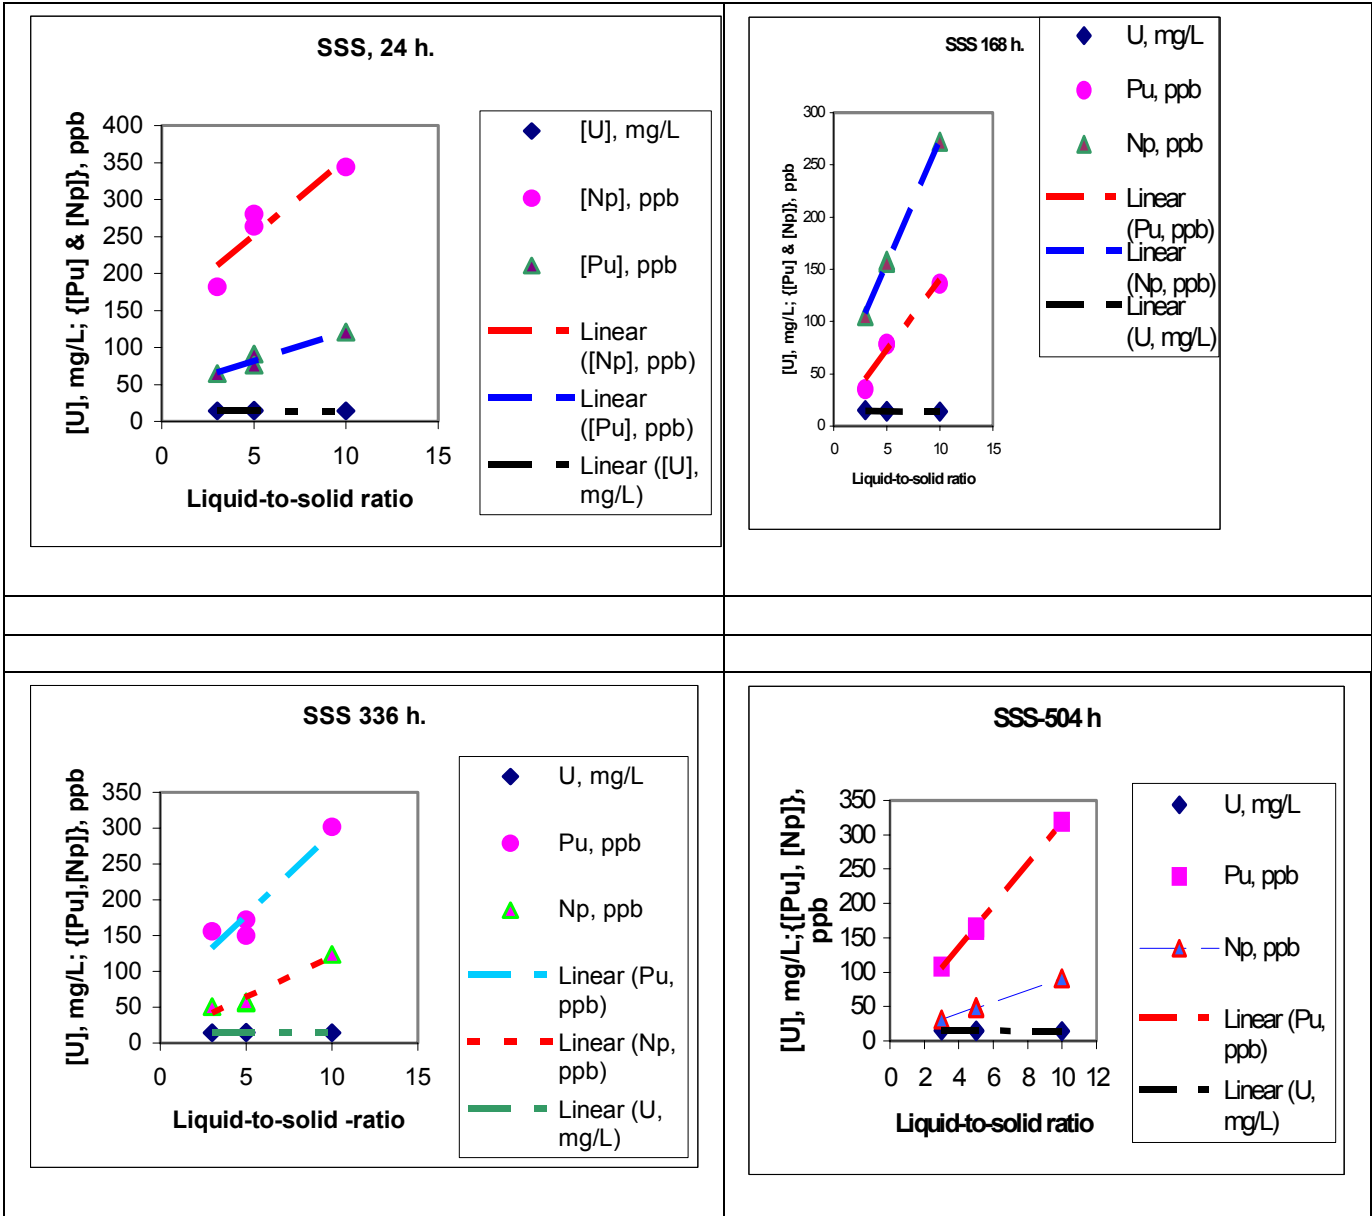 SSS, 24 h.
[U], mg/L; {[Pu] & [Np]}, ppb
400
350
300
250
200
150
100
50
0
0 5 10 15
Liquid-to-solid ratio
[U], mg/L
[Np], ppb
[Pu], ppb
Linear
([Np], ppb)
Linear
([Pu], ppb)
Linear ([U],
mg/L)
SSS 168 h.
[U], mg/L; {[Pu] & [Np]}, ppb
300
250
200
150
100
50
0
0 5 10 15
Liquid-to-solid ratio
U, mg/L
Pu, ppb
Np, ppb
Linear
(Pu, ppb)
Linear
(Np, ppb)
Linear
(U, mg/L)
SSS 336 h.
[U], mg/L; {[Pu],[Np]}, ppb
350
300
250
200
150
100
50
0
0 5 10 15
Liquid-to-solid -ratio
U, mg/L
Pu, ppb
Np, ppb
Linear (Pu,
ppb)
Linear (Np,
ppb)
Linear (U,
mg/L)
SSS-504 h
[U], mg/L;{[Pu], [Np]},
ppb
350
300
250
200
150
100
50
0
0 2 4 6 8 10 12
Liquid-to-solid ratio
U, mg/L
Pu, ppb
Np, ppb
Linear (Pu,
ppb)
Linear (U,
mg/L)